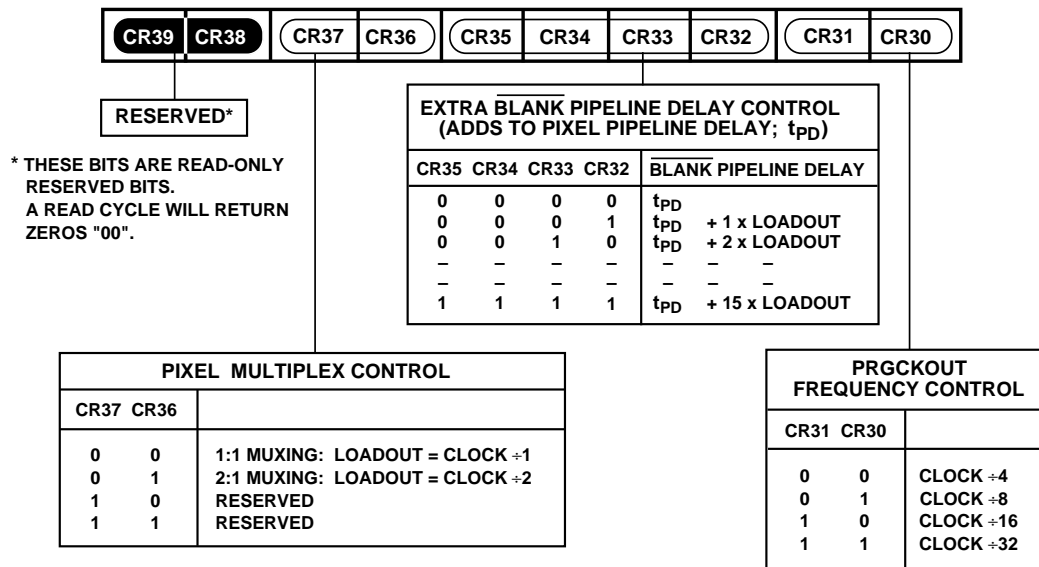 CR39 CR38 CR37 CR36 CR35 CR34 CR33 CR32 CR31 CR30
RESERVED*
* THESE BITS ARE READ-ONLY
RESERVED BITS.
A READ CYCLE WILL RETURN
ZEROS "00".
EXTRA BLANK PIPELINE DELAY CONTROL
(ADDS TO PIXEL PIPELINE DELAY; tPD)
CR35 CR34 CR33 CR32 BLANK PIPELINE DELAY
0 0 0 0 tPD
0 0 0 1 tPD + 1 x LOADOUT
0 0 1 0 tPD + 2 x LOADOUT
– – – – – – –
– – – – – – –
1 1 1 1 tPD + 15 x LOADOUT
PIXEL MULTIPLEX CONTROL
CR37 CR36
0 0 1:1 MUXING: LOADOUT = CLOCK ÷1
0 1 2:1 MUXING: LOADOUT = CLOCK ÷2
1 0 RESERVED
1 1 RESERVED
PRGCKOUT
FREQUENCY CONTROL
CR31 CR30
0 0 CLOCK ÷4
0 1 CLOCK ÷8
1 0 CLOCK ÷16
1 1 CLOCK ÷32